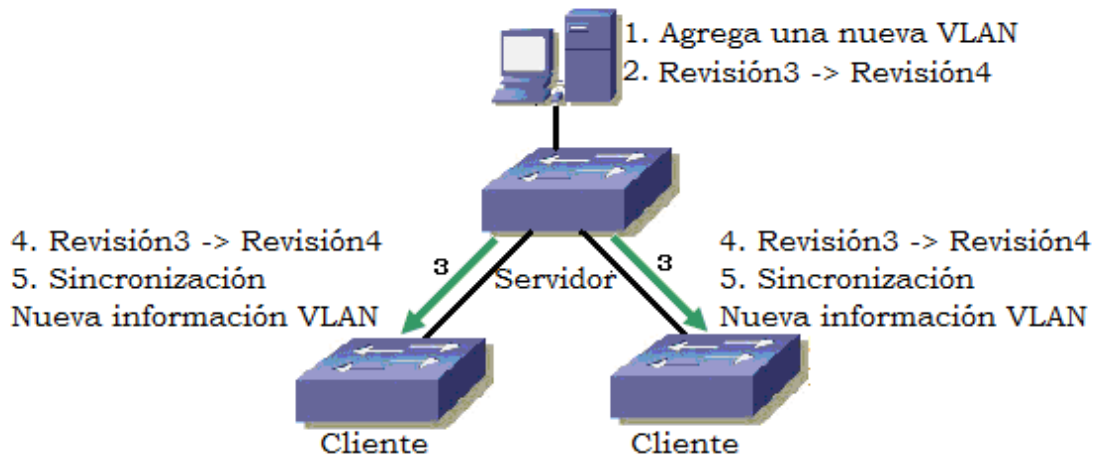 1. Agrega una nueva VLAN
2. Revisión3 -> Revisión4
4. Revisión3 -> Revisión4
5. Sincronización
Nueva información VLAN
3
Servidor
3
4. Revisión3 -> Revisión4
5. Sincronización
Nueva información VLAN
Cliente
Cliente